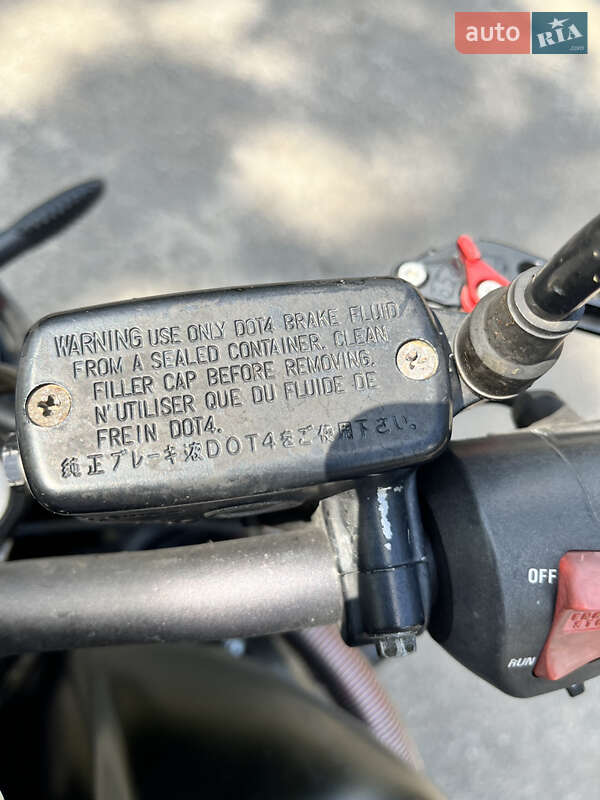 auto RIA .com
WARNING USE ONLY DOT4 BRAKE FLUID
FROM A SEALED CONTAINER. CLEAN
FILLER CAP BEFORE REMOVING.
N'UTILISER QUE DU FLUIDE DE
FREIN DOT4.
純正ブレーキ液DOT4をご使用下さい。
OFF
RUN